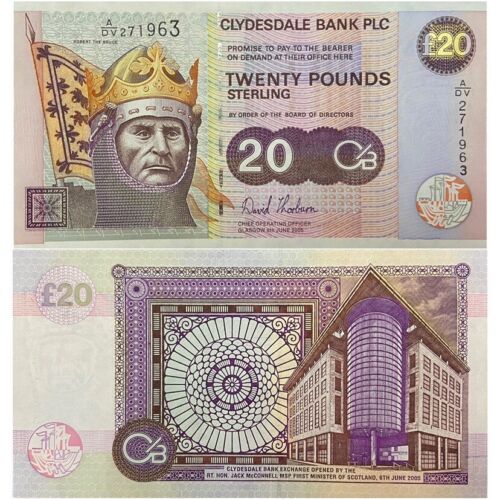 ROBERT THE BRUCE
A/DV 271963
CLYDESDALE BANK PLC
PROMISE TO PAY TO THE BEARER
ON DEMAND AT THEIR OFFICE HERE
TWENTY POUNDS
STERLING
BY ORDER OF THE BOARD OF DIRECTORS
20 CB
David Thorburn
CHIEF OPERATING OFFICER
GLASGOW 6th JUNE 2005
£20
A/DV 271963
£20
CB
CLYDESDALE BANK EXCHANGE OPENED BY THE
RT. HON. JACK McCONNELL MSP FIRST MINISTER OF SCOTLAND, 6TH JUNE 2005